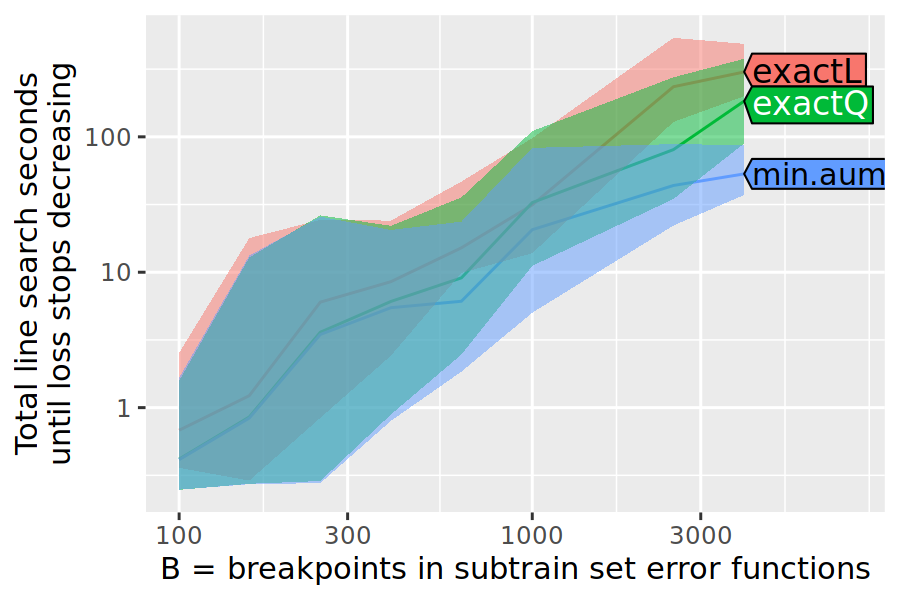 Total line search seconds
until loss stops decreasing
100
10
1
exactL
exactQ
min.aum
100
300
1000
3000
B = breakpoints in subtrain set error functions